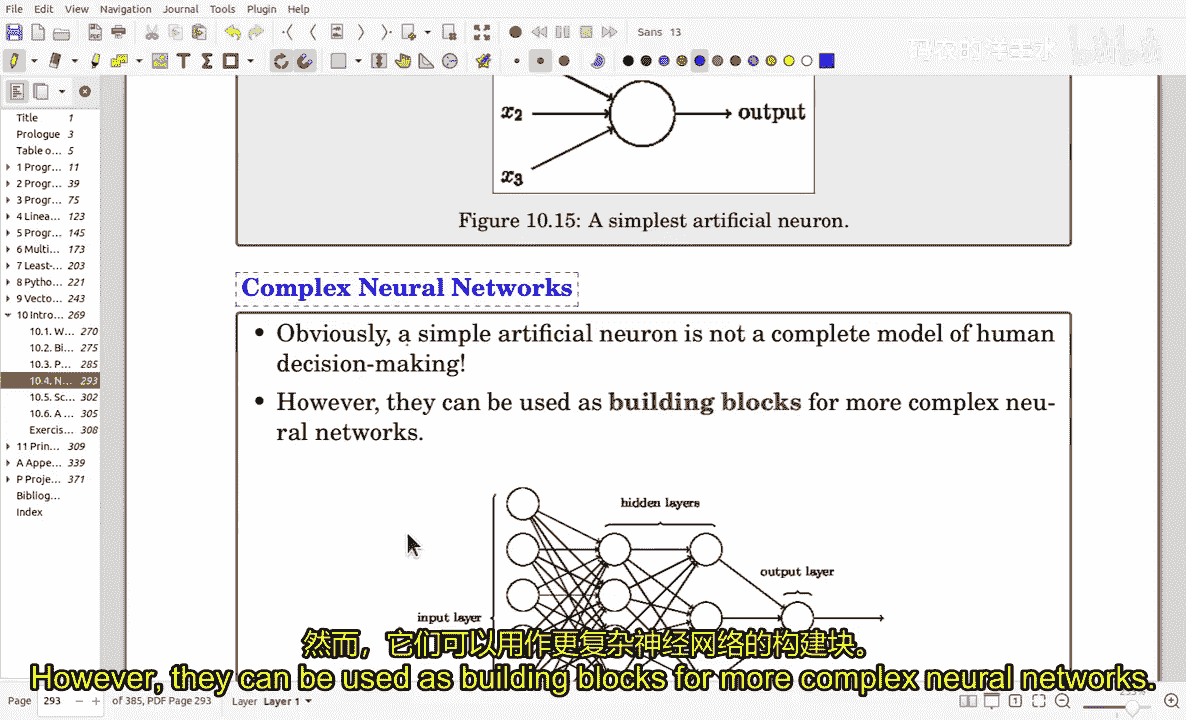 File Edit View Navigation Journal Tools Plugin Help
Sans 13
Title 1
Prologue 3
Table o... 5
1 Progr... 11
2 Progr... 39
3 Progr... 75
4 Linea... 123
5 Progr... 145
6 Multi... 173
7 Least-... 203
8 Pytho... 221
9 Vecto... 243
10 Intro... 269
10.1. W... 270
10.2. Bi... 275
10.3. P... 285
10.4. N... 293
10.5. Sc... 302
10.6. A ... 305
Exercis... 308
11 Prin... 309
A Appe... 339
P Proje... 371
Bibliog...
Index
x2
output
x3
Figure 10.15: A simplest artificial neuron.
Complex Neural Networks
• Obviously, a simple artificial neuron is not a complete model of human
decision-making!
• However, they can be used as building blocks for more complex neu-
ral networks.
hidden layers
output layer
input layer
然而，它们可以用作更复杂神经网络的构建块。
However, they can be used as building blocks for more complex neural networks.
Page 293 of 385, PDF Page 293 Layer Layer 1